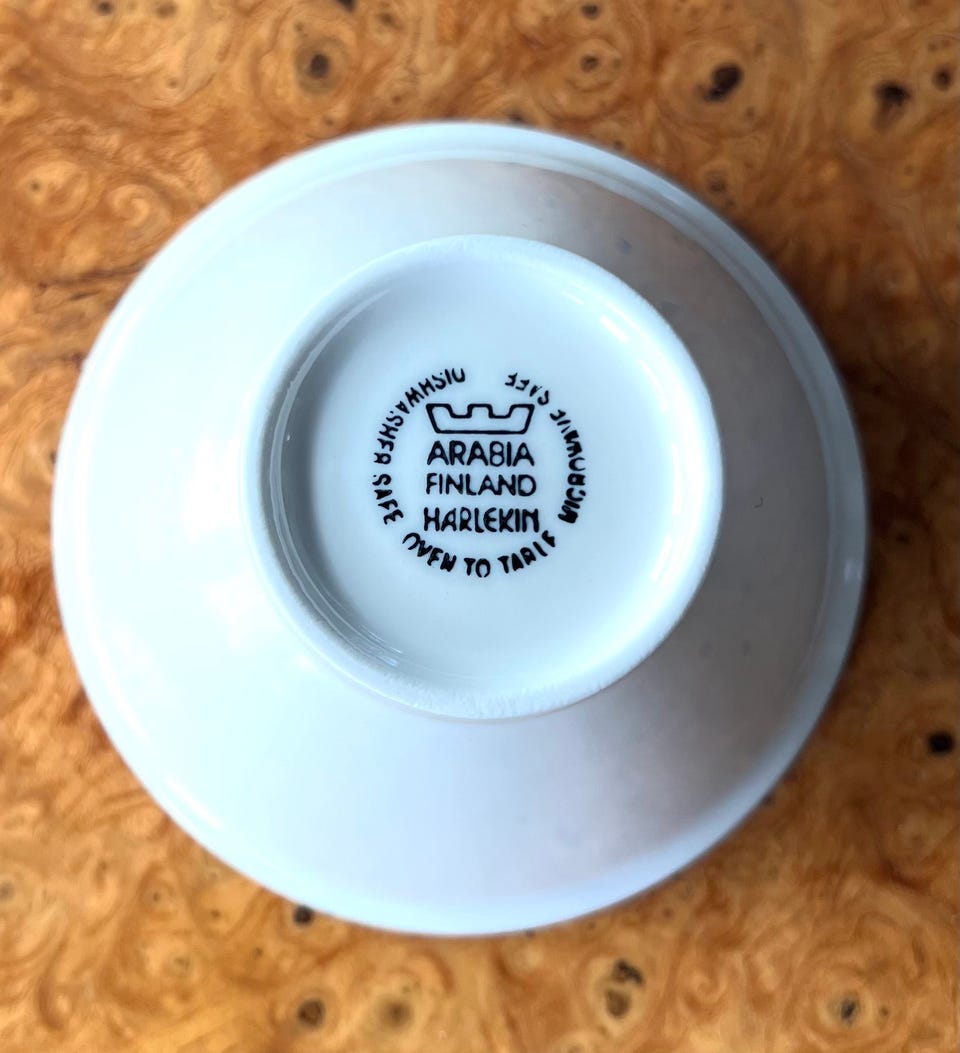 ARABIA
FINLAND
HARLEKIN
DISHWASHER SAFE OVEN TO TABLE MICROWAVE SAFE